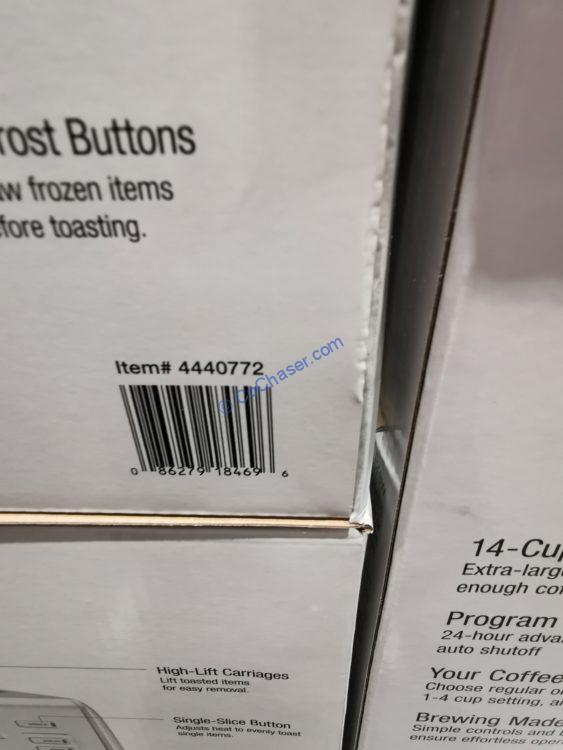 rost Buttons
w frozen items
fore toasting.
Item# 4440772
© CoChaser.com
0 86279 18469 6
High-Lift Carriages
Lift toasted items
for easy removal.
Single-Slice Button
Adjusts heat to evenly toast
single items.
14-Cup
Extra-larg
enough co
Program
24-hour adva
auto shutoff
Your Coffee
Choose regular o
1-4 cup setting, a
Brewing Made
Simple controls and
ensure effortless oper